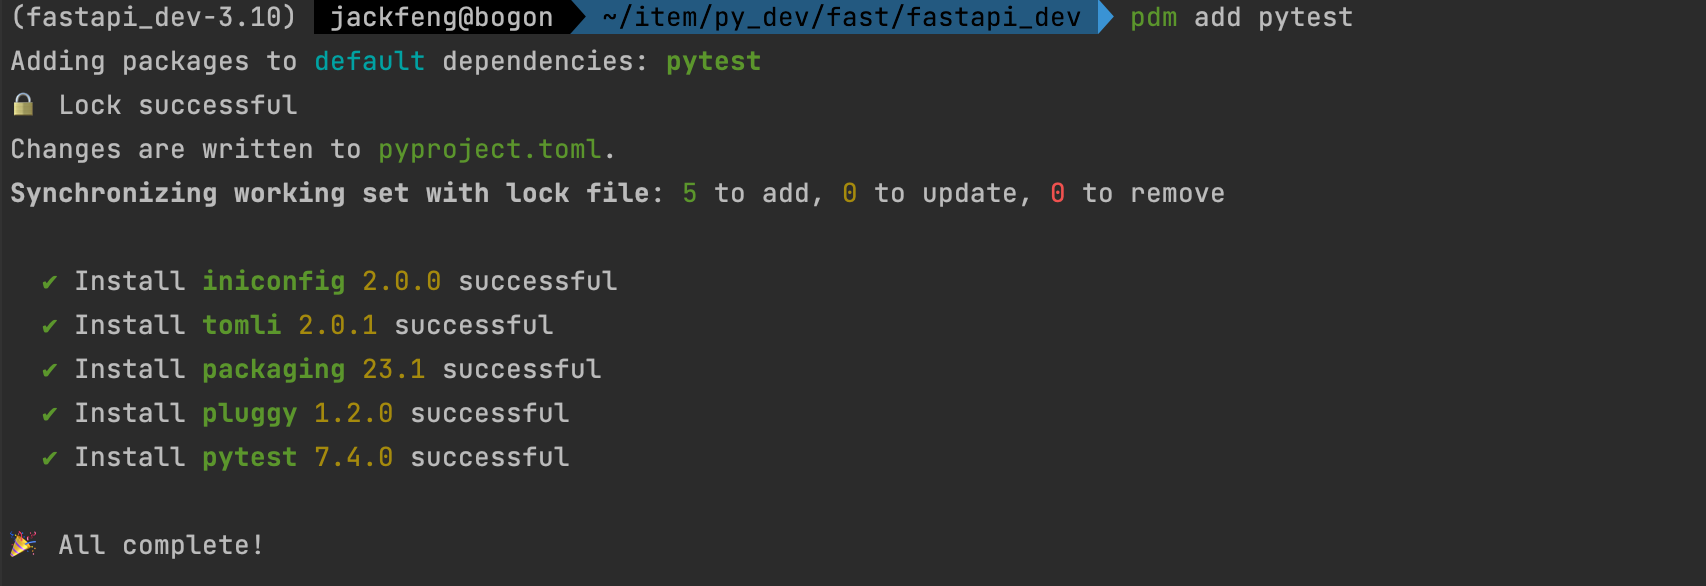 (fastapi_dev-3.10) jackfeng@bogon ~/item/py_dev/fast/fastapi_dev pdm add pytest
Adding packages to default dependencies: pytest
🔒 Lock successful
Changes are written to pyproject.toml.
Synchronizing working set with lock file: 5 to add, 0 to update, 0 to remove
✔ Install iniconfig 2.0.0 successful
✔ Install tomli 2.0.1 successful
✔ Install packaging 23.1 successful
✔ Install pluggy 1.2.0 successful
✔ Install pytest 7.4.0 successful
🎉 All complete!